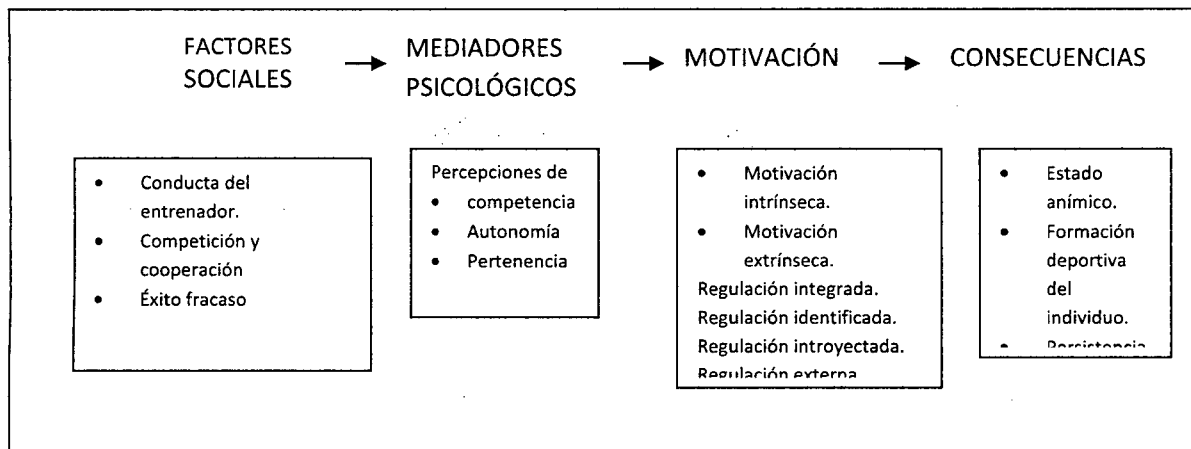 FACTORES
SOCIALES
MEDIADORES
PSICOLÓGICOS
MOTIVACIÓN
CONSECUENCIAS
• Conducta del
entrenador.
• Competición y
cooperación
• Éxito fracaso
Percepciones de
• competencia
• Autonomía
• Pertenencia
• Motivación
intrínseca.
• Motivación
extrínseca.
Regulación integrada.
Regulación identificada.
Regulación introyectada.
Regulación externa
• Estado
anímico.
• Formación
deportiva
del
individuo.
• Persistencia